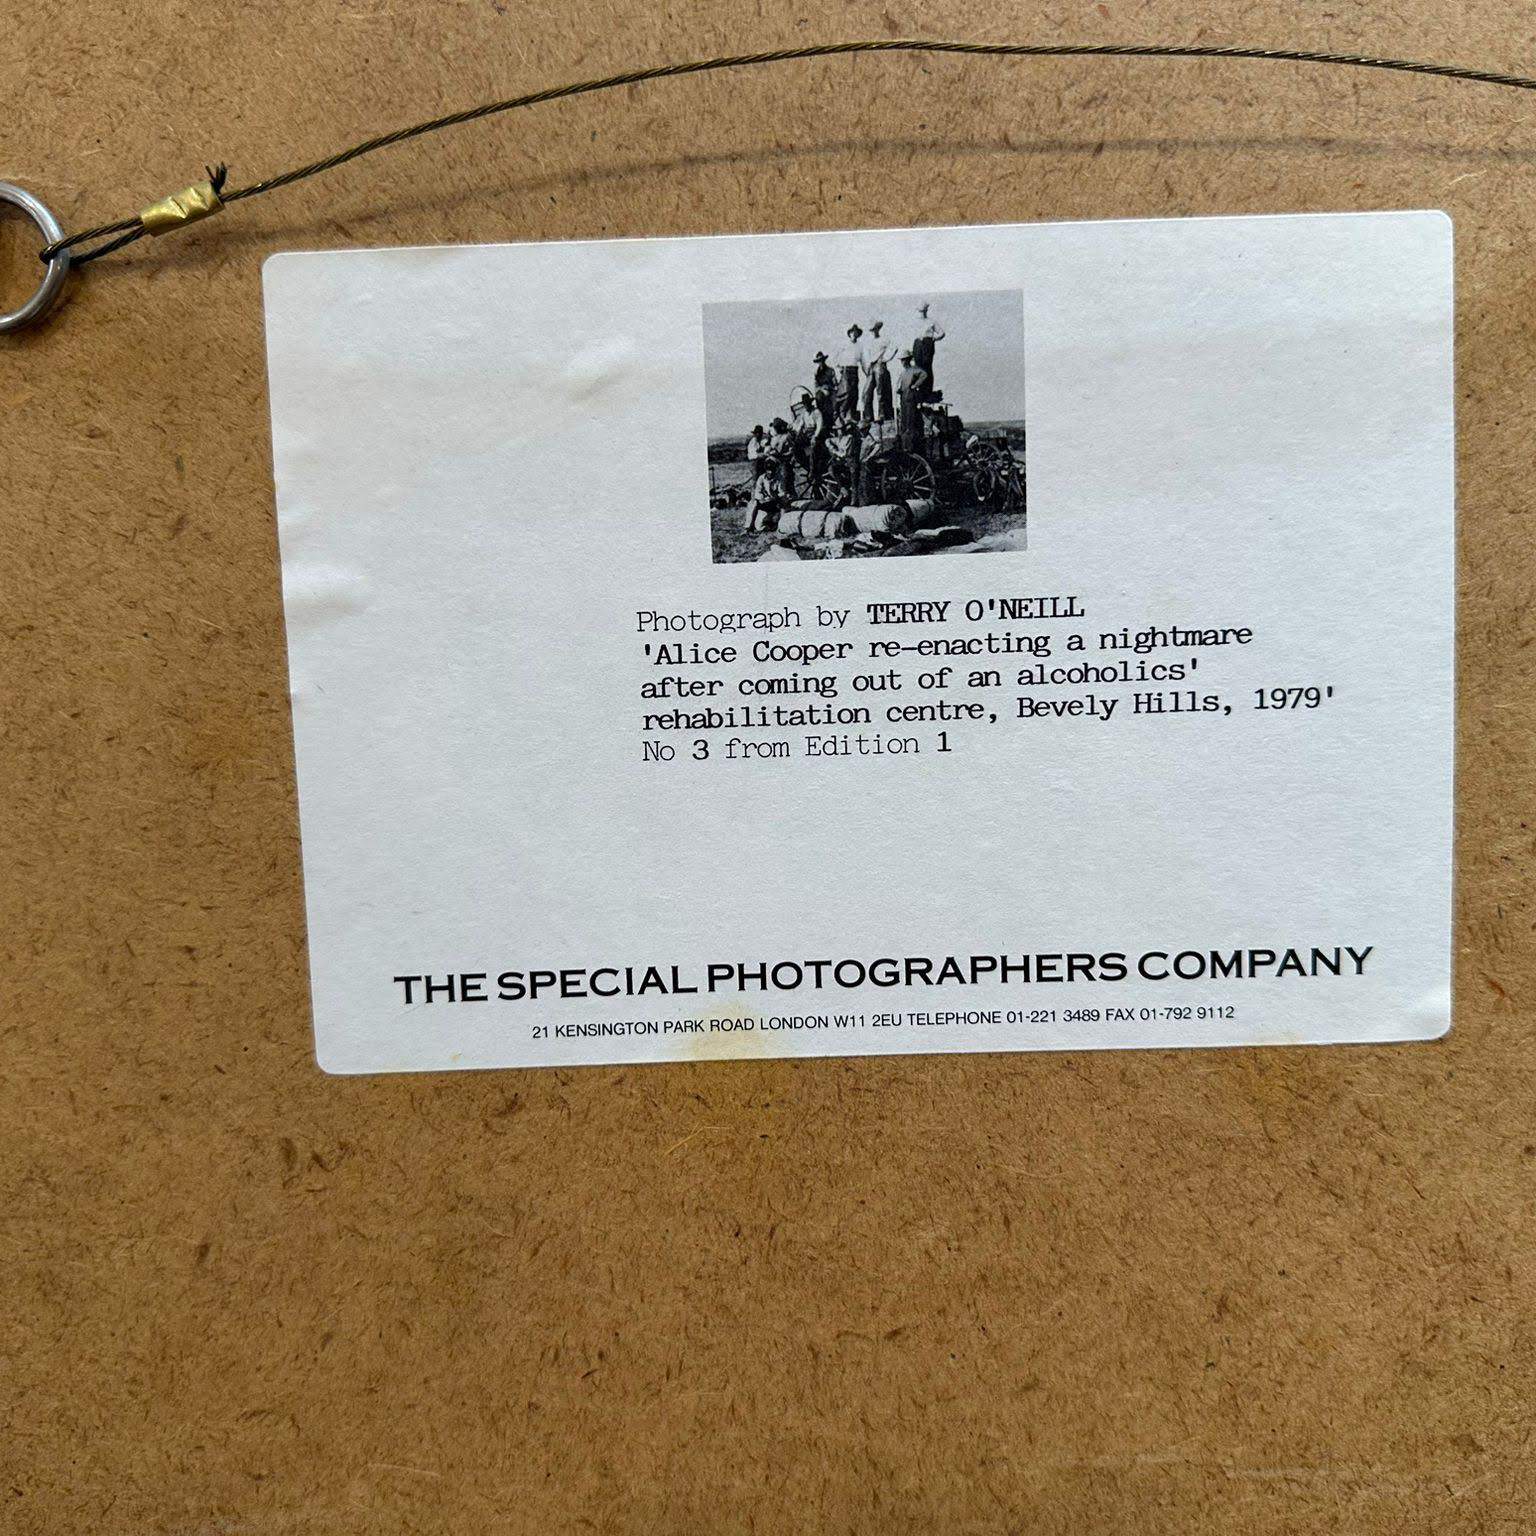 Photograph by TERRY O'NEILL
'Alice Cooper re-enacting a nightmare
after coming out of an alcoholics'
rehabilitation centre, Bevely Hills, 1979'
No 3 from Edition 1
THE SPECIAL PHOTOGRAPHERS COMPANY
21 KENSINGTON PARK ROAD LONDON W11 2EU TELEPHONE 01-221 3489 FAX 01-792 9112